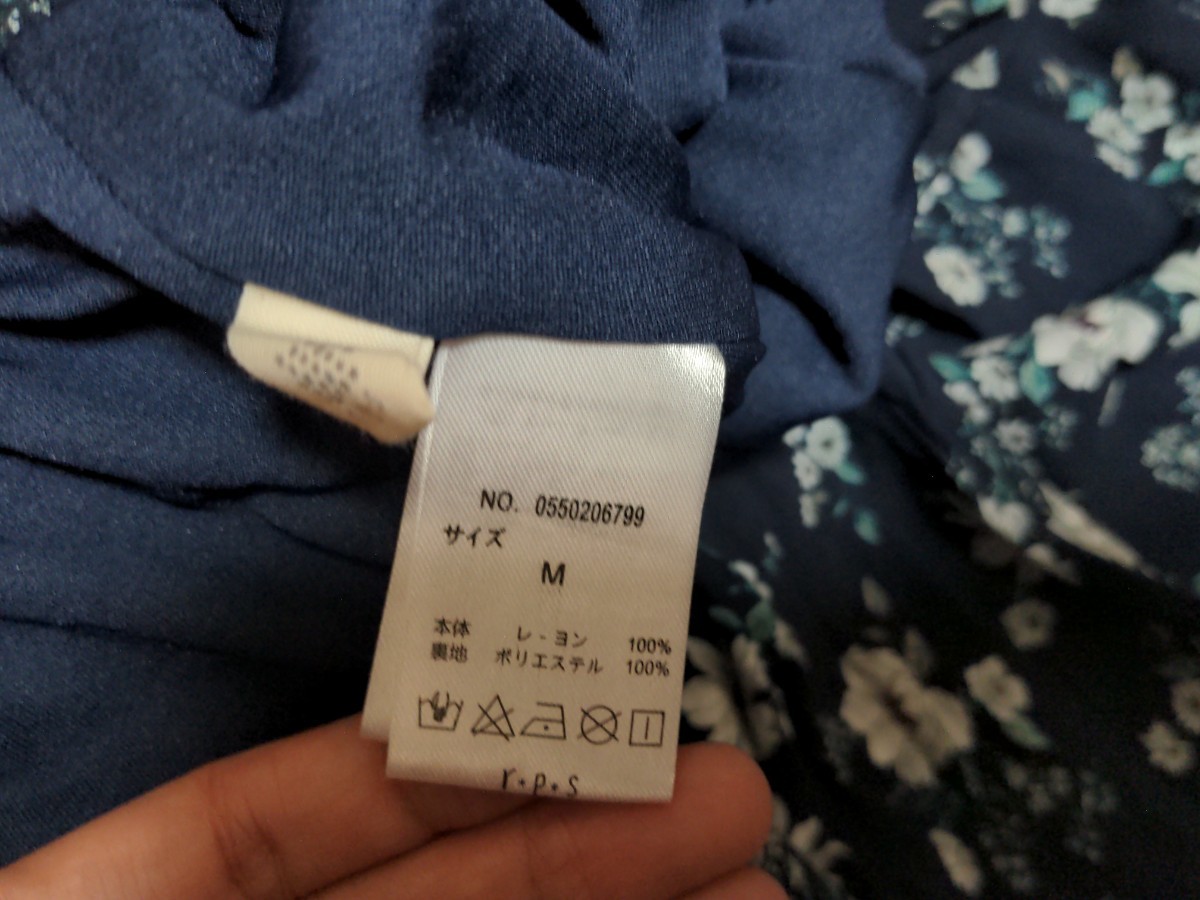 NO. 0550206799
サイズ
M
本体 レ-ヨン 100%
裏地 ポリエステル 100%
r・p・s